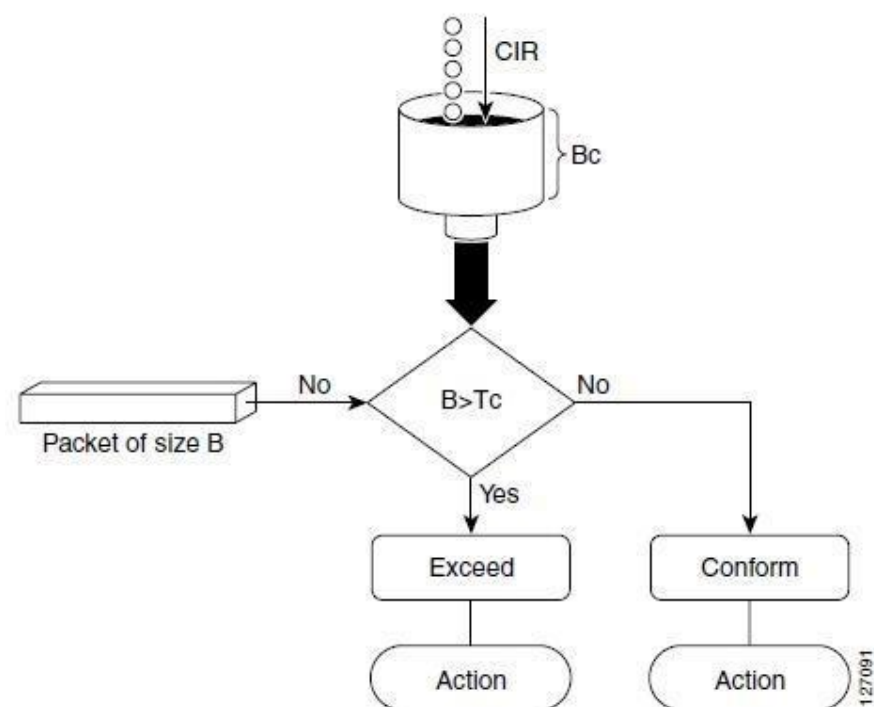 CIR
Bc
No
B>Tc
No
Packet of size B
Yes
Exceed
Conform
Action
Action
127091